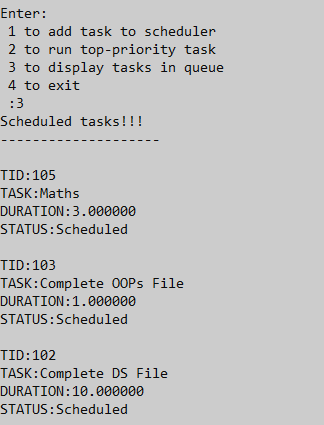 Enter:
1 to add task to scheduler
2 to run top-priority task
3 to display tasks in queue
4 to exit
:3
Scheduled tasks!!!
--------------------
TID:105
TASK:Maths
DURATION:3.000000
STATUS:Scheduled
TID:103
TASK:Complete OOPs File
DURATION:1.000000
STATUS:Scheduled
TID:102
TASK:Complete DS File
DURATION:10.000000
STATUS:Scheduled